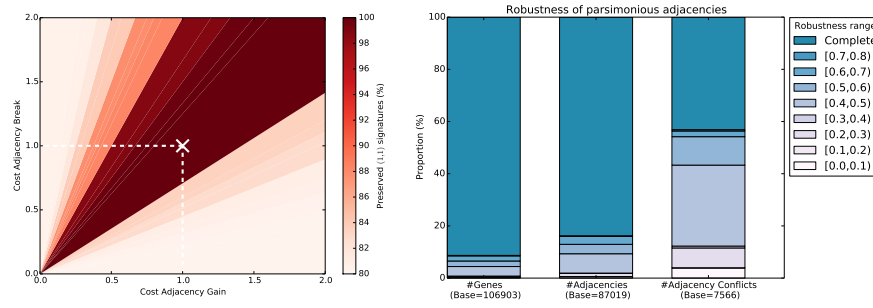 2.0
1.5
1.0
0.5
0.0
0.0
0.5
1.0
1.5
2.0
Cost Adjacency Break
Cost Adjacency Gain
100
98
96
94
92
90
88
86
84
82
80
Preserved (1,1) signatures (%)
Robustness of parsimonious adjacencies
100
80
60
40
20
0
Proportion (%)
#Genes
(Base=106903)
#Adjacencies
(Base=87019)
#Adjacency Conflicts
(Base=7566)
Robustness range
Complete
[0.7,0.8)
[0.6,0.7)
[0.5,0.6)
[0.4,0.5)
[0.3,0.4)
[0.2,0.3)
[0.1,0.2)
[0.0,0.1)